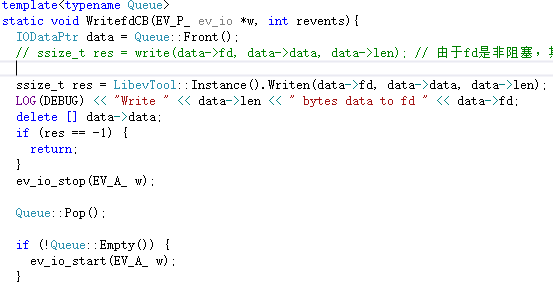 template<typename Queue>
static void WritefdCB(EV_P_ ev_io *w, int revents){
  IODataPtr data = Queue::Front();
  // ssize_t res = write(data->fd, data->data, data->len); // 由于fd是非阻塞，
  ssize_t res = LibevTool::Instance().Writen(data->fd, data->data, data->len);
  LOG(DEBUG) << "Write " << data->len << " bytes data to fd " << data->fd;
  delete [] data->data;
  if (res == -1) {
    return;
  }
  ev_io_stop(EV_A_ w);
  Queue::Pop();
  if (!Queue::Empty()) {
    ev_io_start(EV_A_ w);
  }